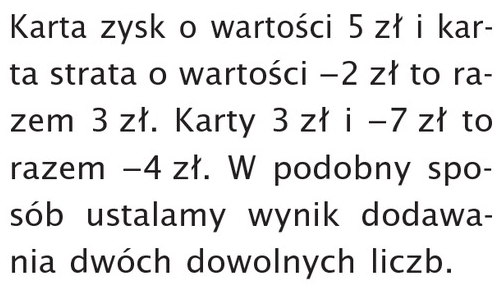 Karta zysk o wartości 5 zł i kar-
ta strata o wartości –2 zł to ra-
zem 3 zł. Karty 3 zł i –7 zł to
razem –4 zł. W podobny spo-
sób ustalamy wynik dodawa-
nia dwóch dowolnych liczb.